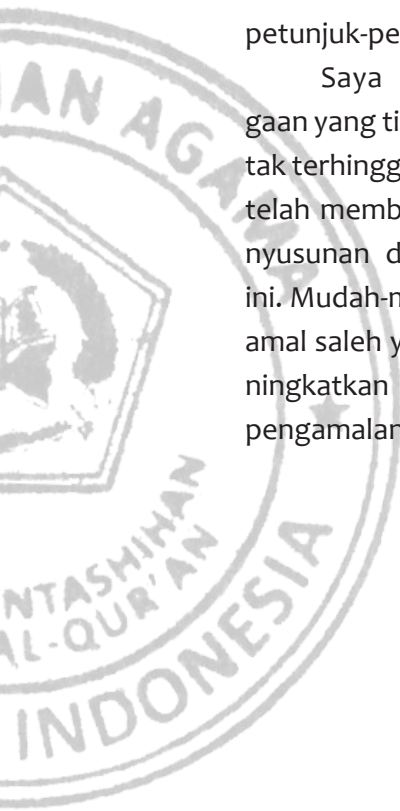 petunjuk-pe
Saya
gaan yang ti
tak terhingg
telah memb
nyusunan d
ini. Mudah-m
amal saleh y
ningkatkan
pengamalan
AN AGAMA
NTASHIHAN
AL-QUR'AN
INDONESIA